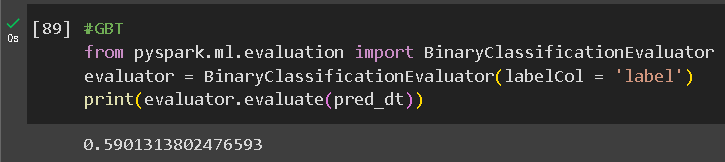 [89] #GBT
0s
from pyspark.ml.evaluation import BinaryClassificationEvaluator
evaluator = BinaryClassificationEvaluator(labelCol = 'label')
print(evaluator.evaluate(pred_dt))
0.5901313802476593